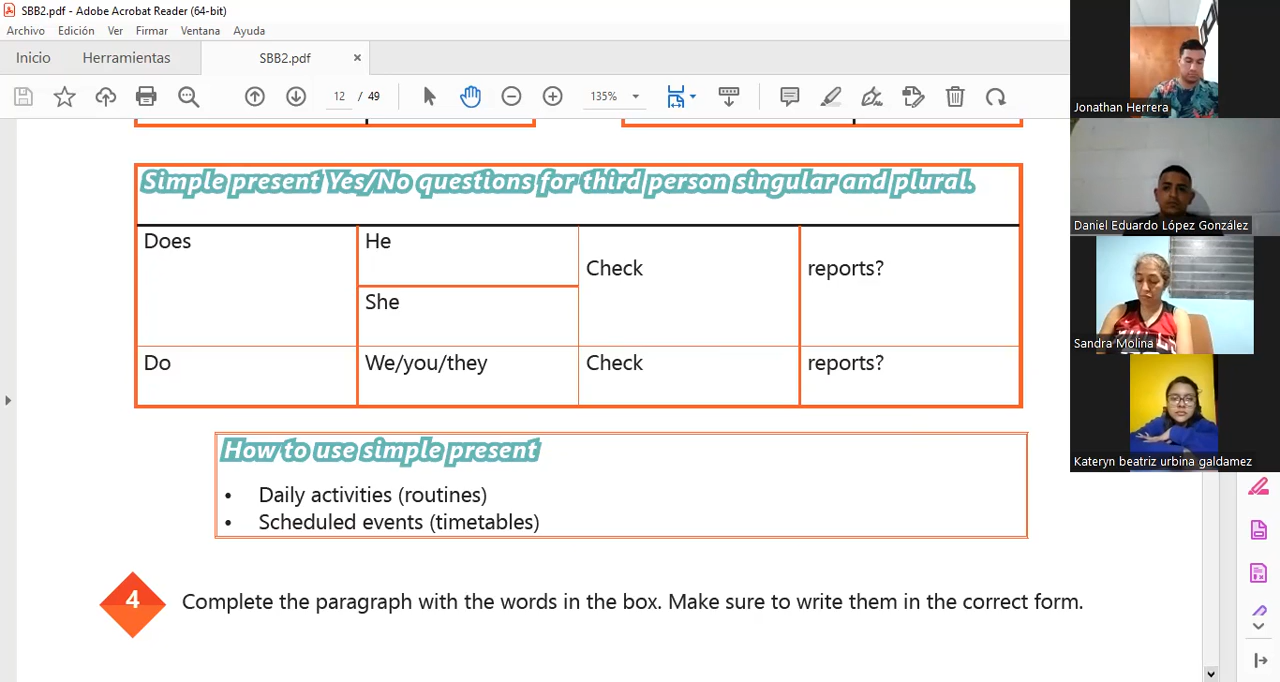 SBB2.pdf - Adobe Acrobat Reader (64-bit)
Archivo Edición Ver Firmar Ventana Ayuda
Inicio Herramientas SBB2.pdf ×
12 / 49 135%
Simple present Yes/No questions for third person singular and plural.
Does He Check reports?
She
Do We/you/they Check reports?
How to use simple present
• Daily activities (routines)
• Scheduled events (timetables)
4 Complete the paragraph with the words in the box. Make sure to write them in the correct form.
Jonathan Herrera
Daniel Eduardo López González
Sandra Molina
Kateryn beatriz urbina galdamez